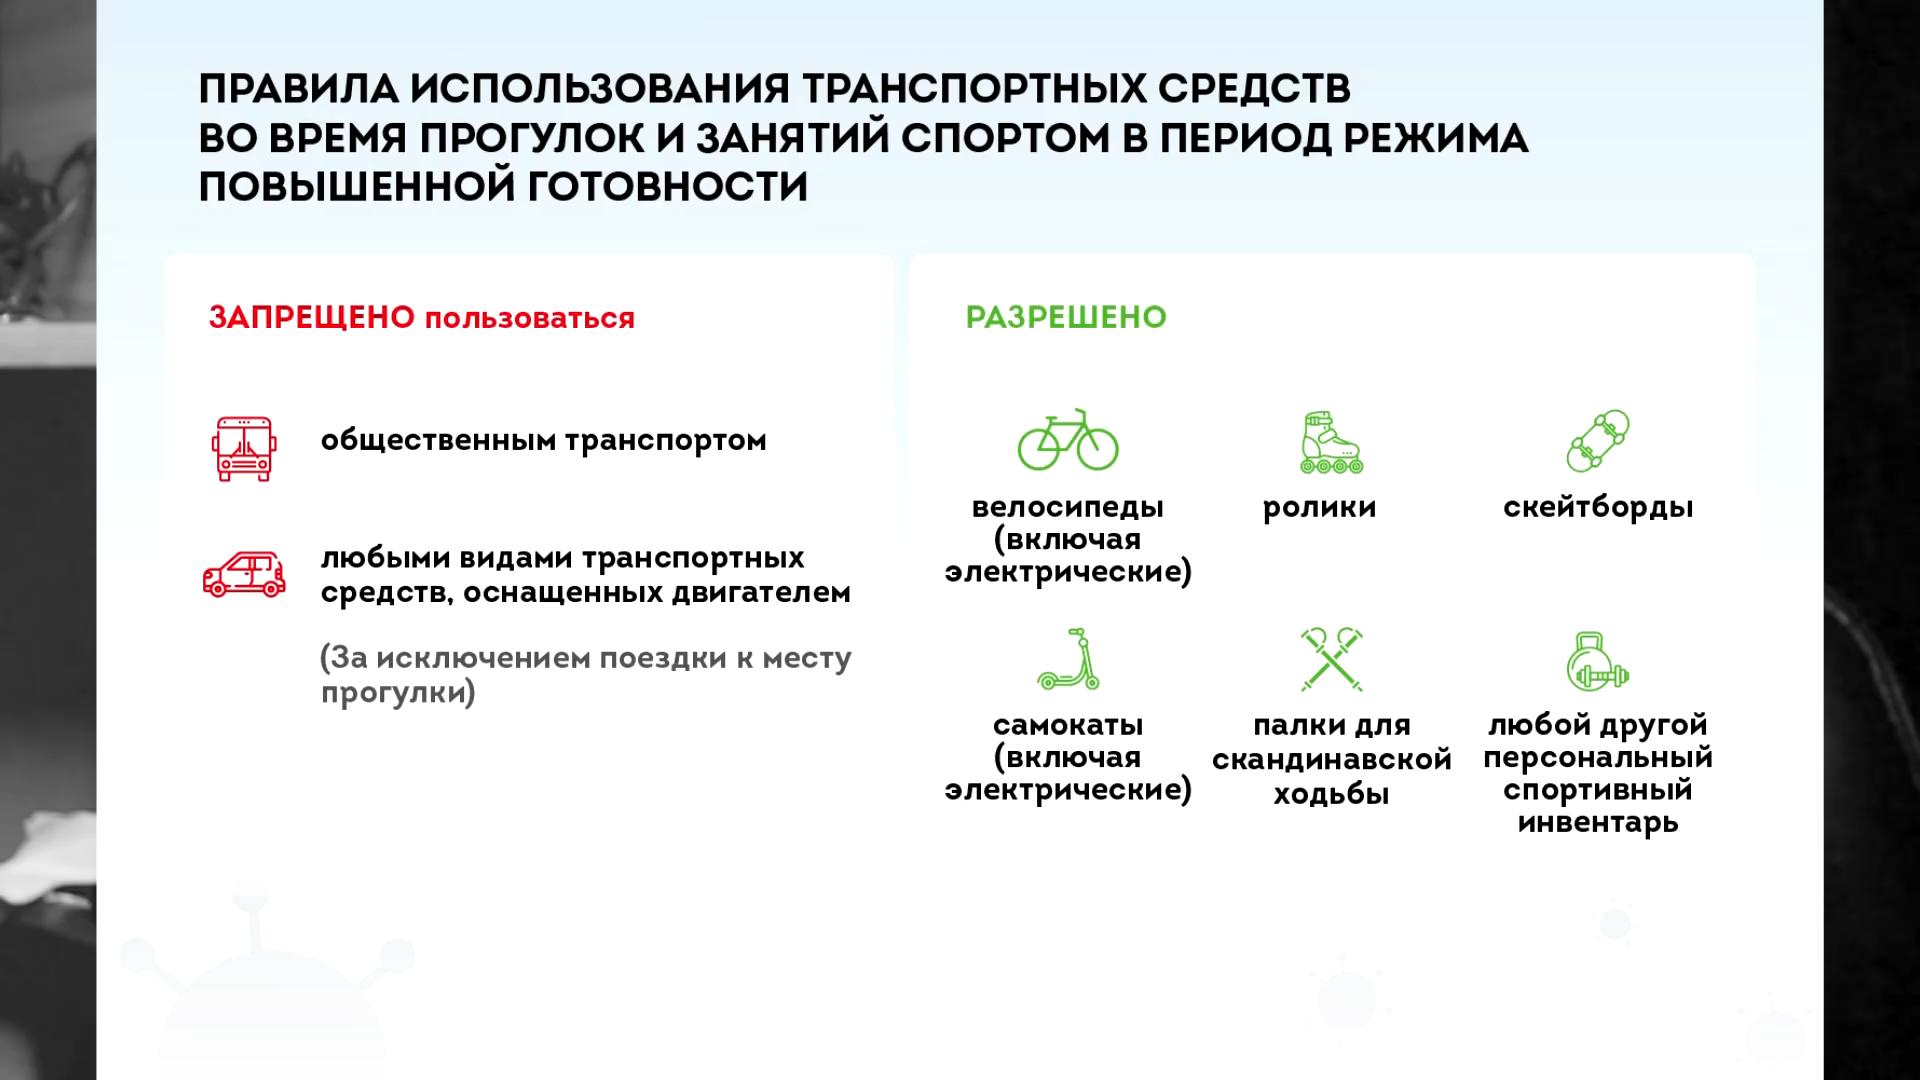 ПРАВИЛА ИСПОЛЬЗОВАНИЯ ТРАНСПОРТНЫХ СРЕДСТВ
ВО ВРЕМЯ ПРОГУЛОК И ЗАНЯТИЙ СПОРТОМ В ПЕРИОД РЕЖИМА
ПОВЫШЕННОЙ ГОТОВНОСТИ
ЗАПРЕЩЕНО пользоваться
общественным транспортом
любыми видами транспортных
средств, оснащенных двигателем
(За исключением поездки к месту
прогулки)
РАЗРЕШЕНО
велосипеды
(включая
электрические)
ролики
скейтборды
самокаты
(включая
электрические)
палки для
скандинавской
ходьбы
любой другой
персональный
спортивный
инвентарь